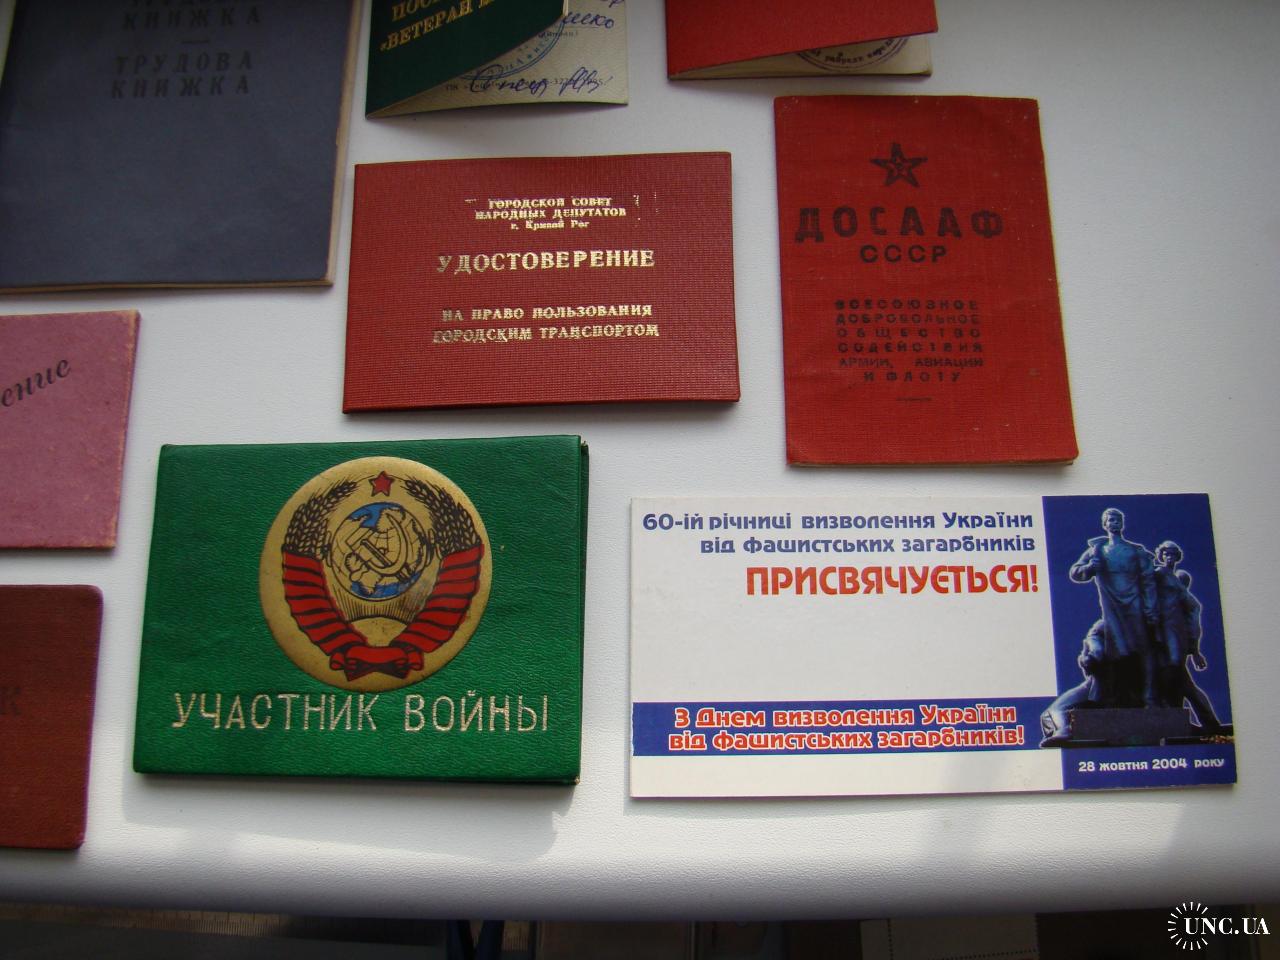 КНИЖКА
ТРУДОВА
КНИЖКА
«ВЕТЕРАН
ГОРОДСКОЙ СОВЕТ
НАРОДНЫХ ДЕПУТАТОВ
г. Кривой Рог
УДОСТОВЕРЕНИЕ
НА ПРАВО ПОЛЬЗОВАНИЯ
ГОРОДСКИМ ТРАНСПОРТОМ
ДОСААФ
СССР
ВСЕСОЮЗНОЕ
ДОБРОВОЛЬНОЕ
ОБЩЕСТВО
СОДЕЙСТВИЯ
АРМИИ, АВИАЦИИ
И ФЛОТУ
ение
УЧАСТНИК ВОЙНЫ
60-ій річниці визволення України
від фашистських загарбників
ПРИСВЯЧУЄТЬСЯ!
З Днем визволення України
від фашистських загарбників!
28 жовтня 2004 року
UNC.UA